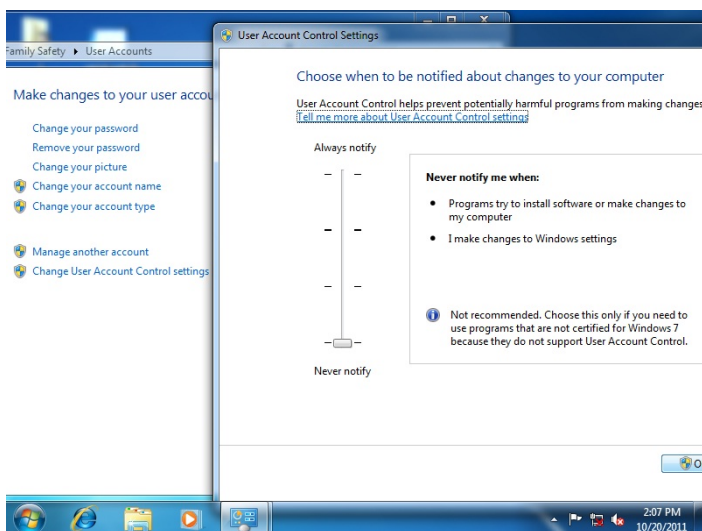 Family Safety ▸ User Accounts
Make changes to your user accou
Change your password
Remove your password
Change your picture
Change your account name
Change your account type
Manage another account
Change User Account Control settings
User Account Control Settings
Choose when to be notified about changes to your computer
User Account Control helps prevent potentially harmful programs from making changes
Tell me more about User Account Control settings
Always notify
Never notify me when:
• Programs try to install software or make changes to
my computer
• I make changes to Windows settings
Not recommended. Choose this only if you need to
use programs that are not certified for Windows 7
because they do not support User Account Control.
Never notify
O
2:07 PM
10/20/2011